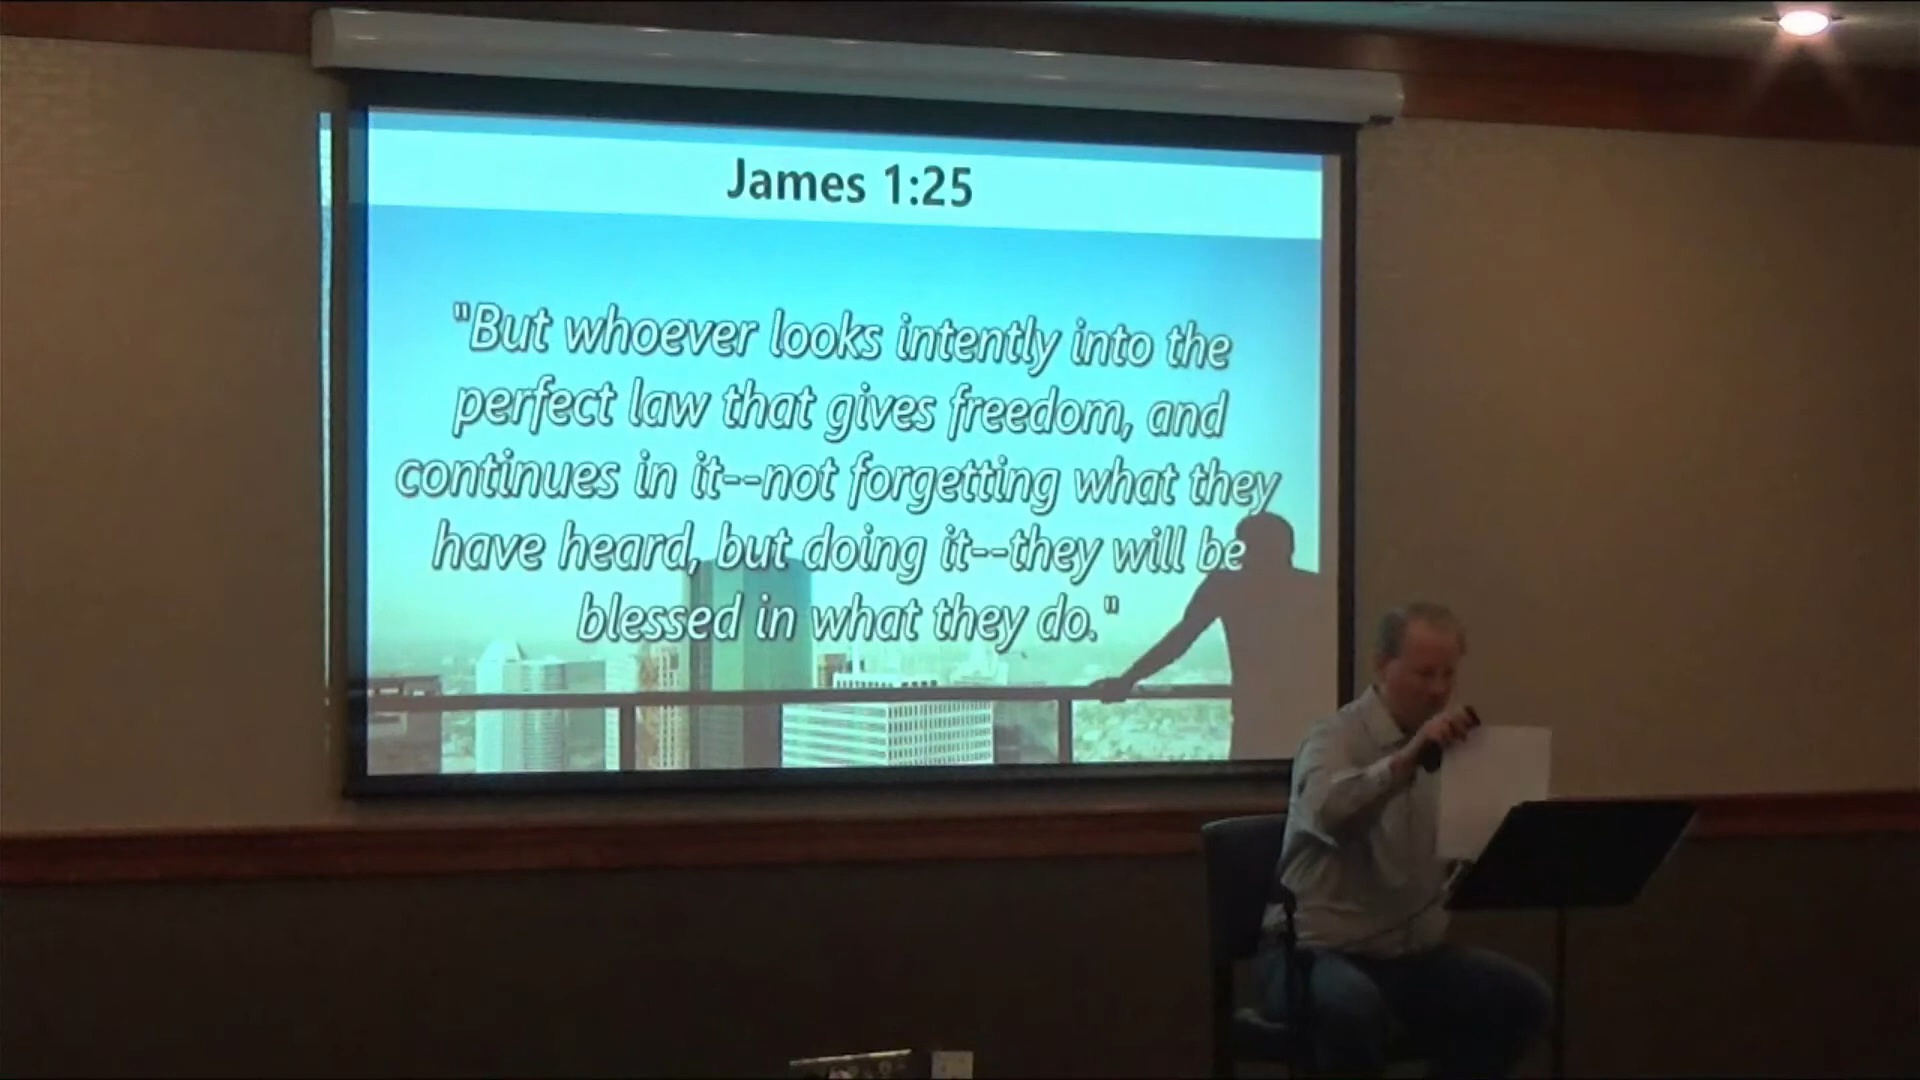 James 1:25
"But whoever looks intently into the
perfect law that gives freedom, and
continues in it--not forgetting what they
have heard, but doing it--they will be
blessed in what they do."